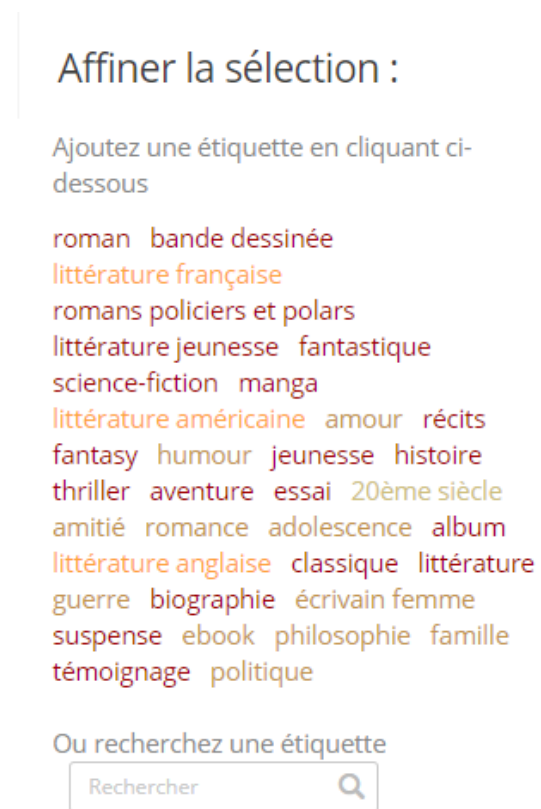 Affiner la sélection :
Ajoutez une étiquette en cliquant ci-
dessous
roman bande dessinée
littérature française
romans policiers et polars
littérature jeunesse fantastique
science-fiction manga
littérature américaine amour récits
fantasy humour jeunesse histoire
thriller aventure essai 20ème siècle
amitié romance adolescence album
littérature anglaise classique littérature
guerre biographie écrivain femme
suspense ebook philosophie famille
témoignage politique
Ou recherchez une étiquette
Rechercher